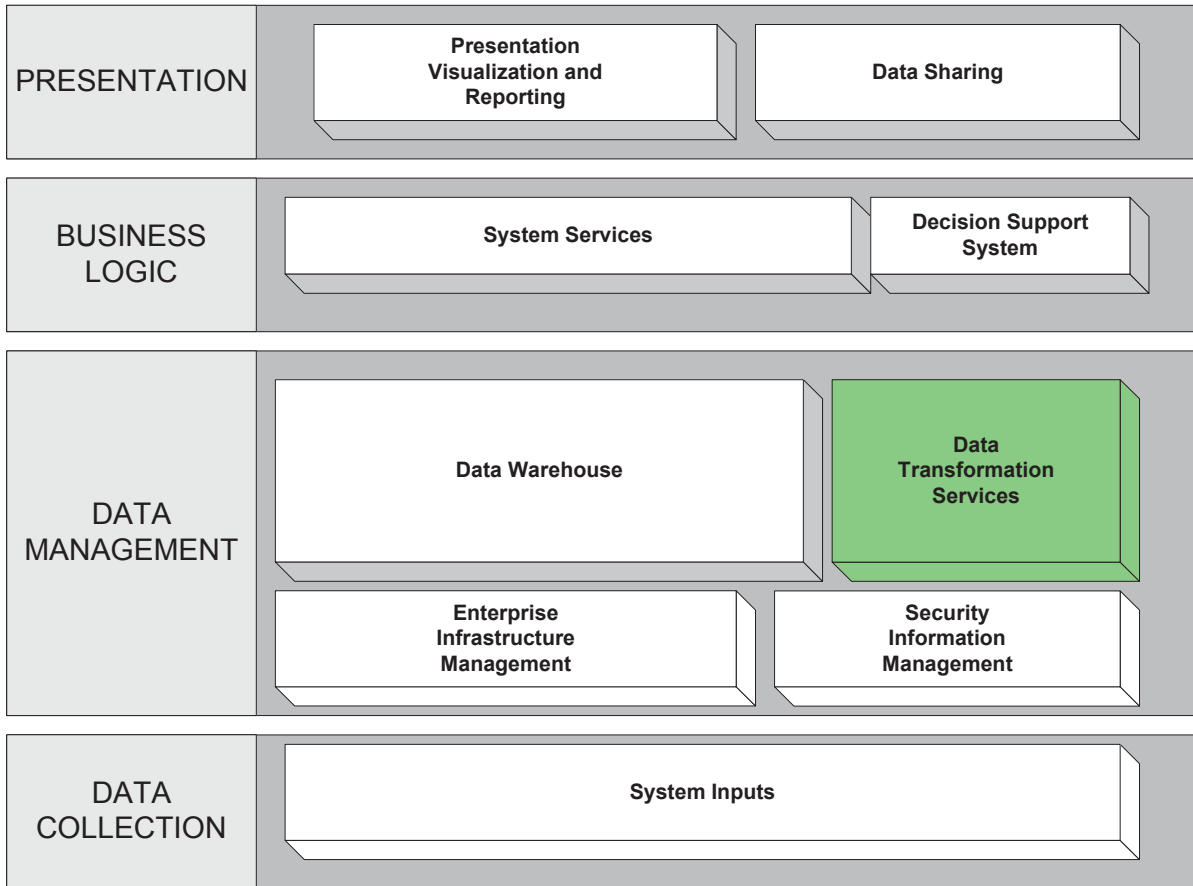 PRESENTATION
Presentation
Visualization and
Reporting
Data Sharing
BUSINESS
LOGIC
System Services
Decision Support
System
DATA
MANAGEMENT
Data Warehouse
Data
Transformation
Services
Enterprise
Infrastructure
Management
Security
Information
Management
DATA
COLLECTION
System Inputs